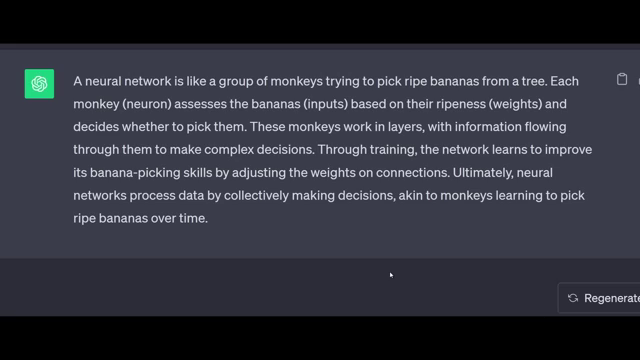 A neural network is like a group of monkeys trying to pick ripe bananas from a tree. Each
monkey (neuron) assesses the bananas (inputs) based on their ripeness (weights) and
decides whether to pick them. These monkeys work in layers, with information flowing
through them to make complex decisions. Through training, the network learns to improve
its banana-picking skills by adjusting the weights on connections. Ultimately, neural
networks process data by collectively making decisions, akin to monkeys learning to pick
ripe bananas over time.
Regenerate